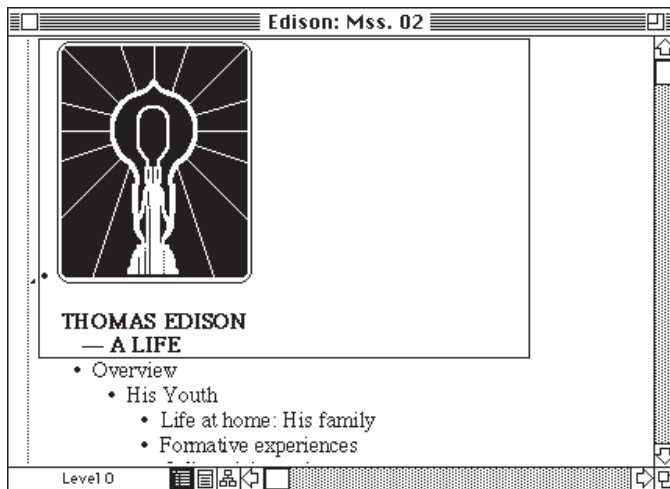 Edison: Mss. 02
THOMAS EDISON
— A LIFE
• Overview
• His Youth
• Life at home: His family
• Formative experiences
Level 0